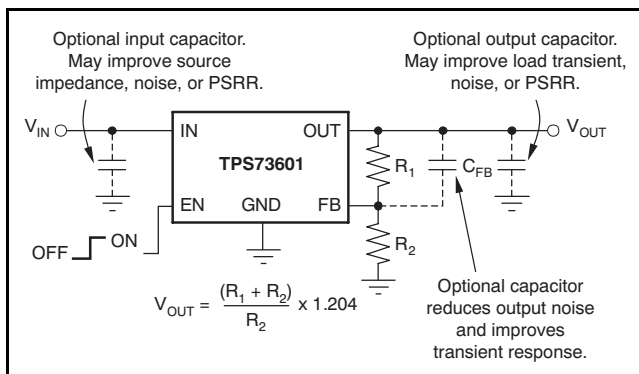 Optional input capacitor.
May improve source
impedance, noise, or PSRR.
Optional output capacitor.
May improve load transient,
noise, or PSRR.
V_IN
IN
OUT
V_OUT
TPS73601
R_1
C_FB
EN
GND
FB
OFF
ON
R_2
V_OUT = (R_1 + R_2) / R_2 x 1.204
Optional capacitor
reduces output noise
and improves
transient response.